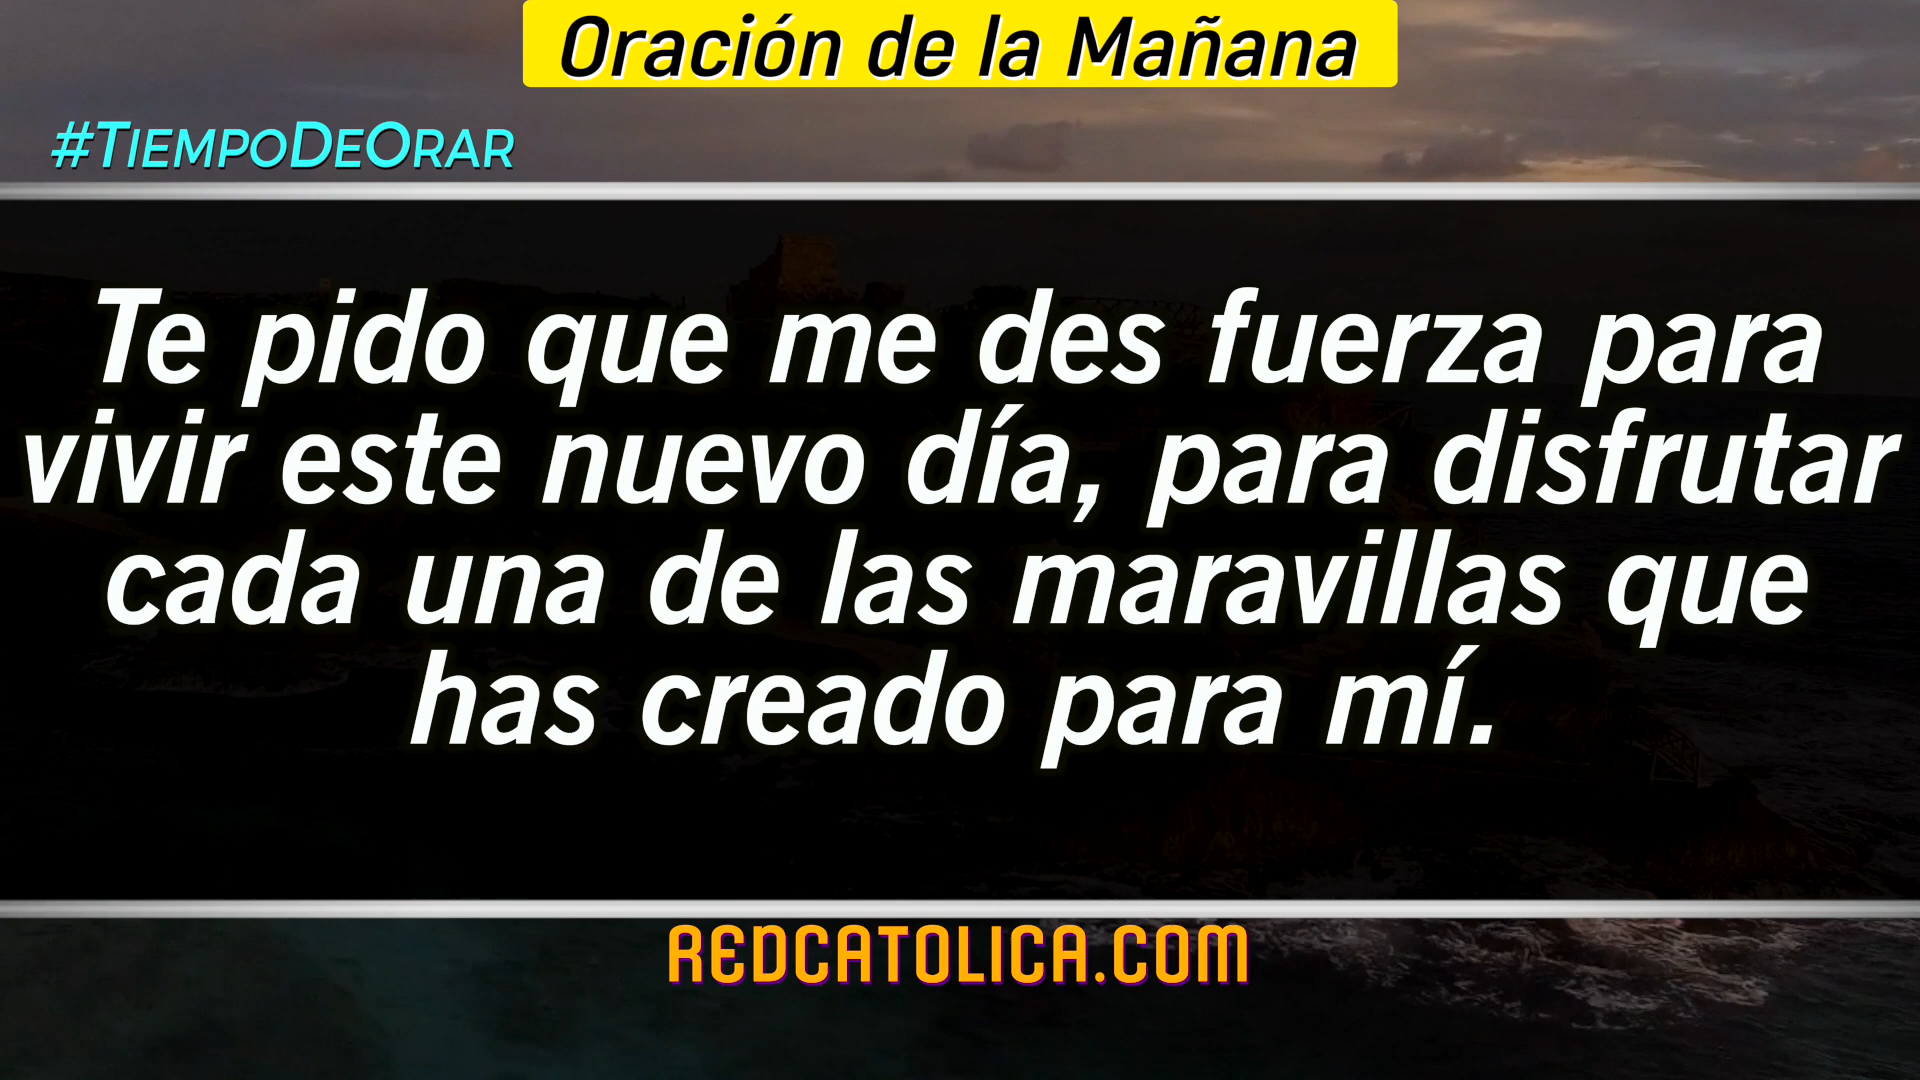 Oración de la Mañana
#TiempoDeOrar
Te pido que me des fuerza para
vivir este nuevo día, para disfrutar
cada una de las maravillas que
has creado para mí.
REDCATOLICA.COM